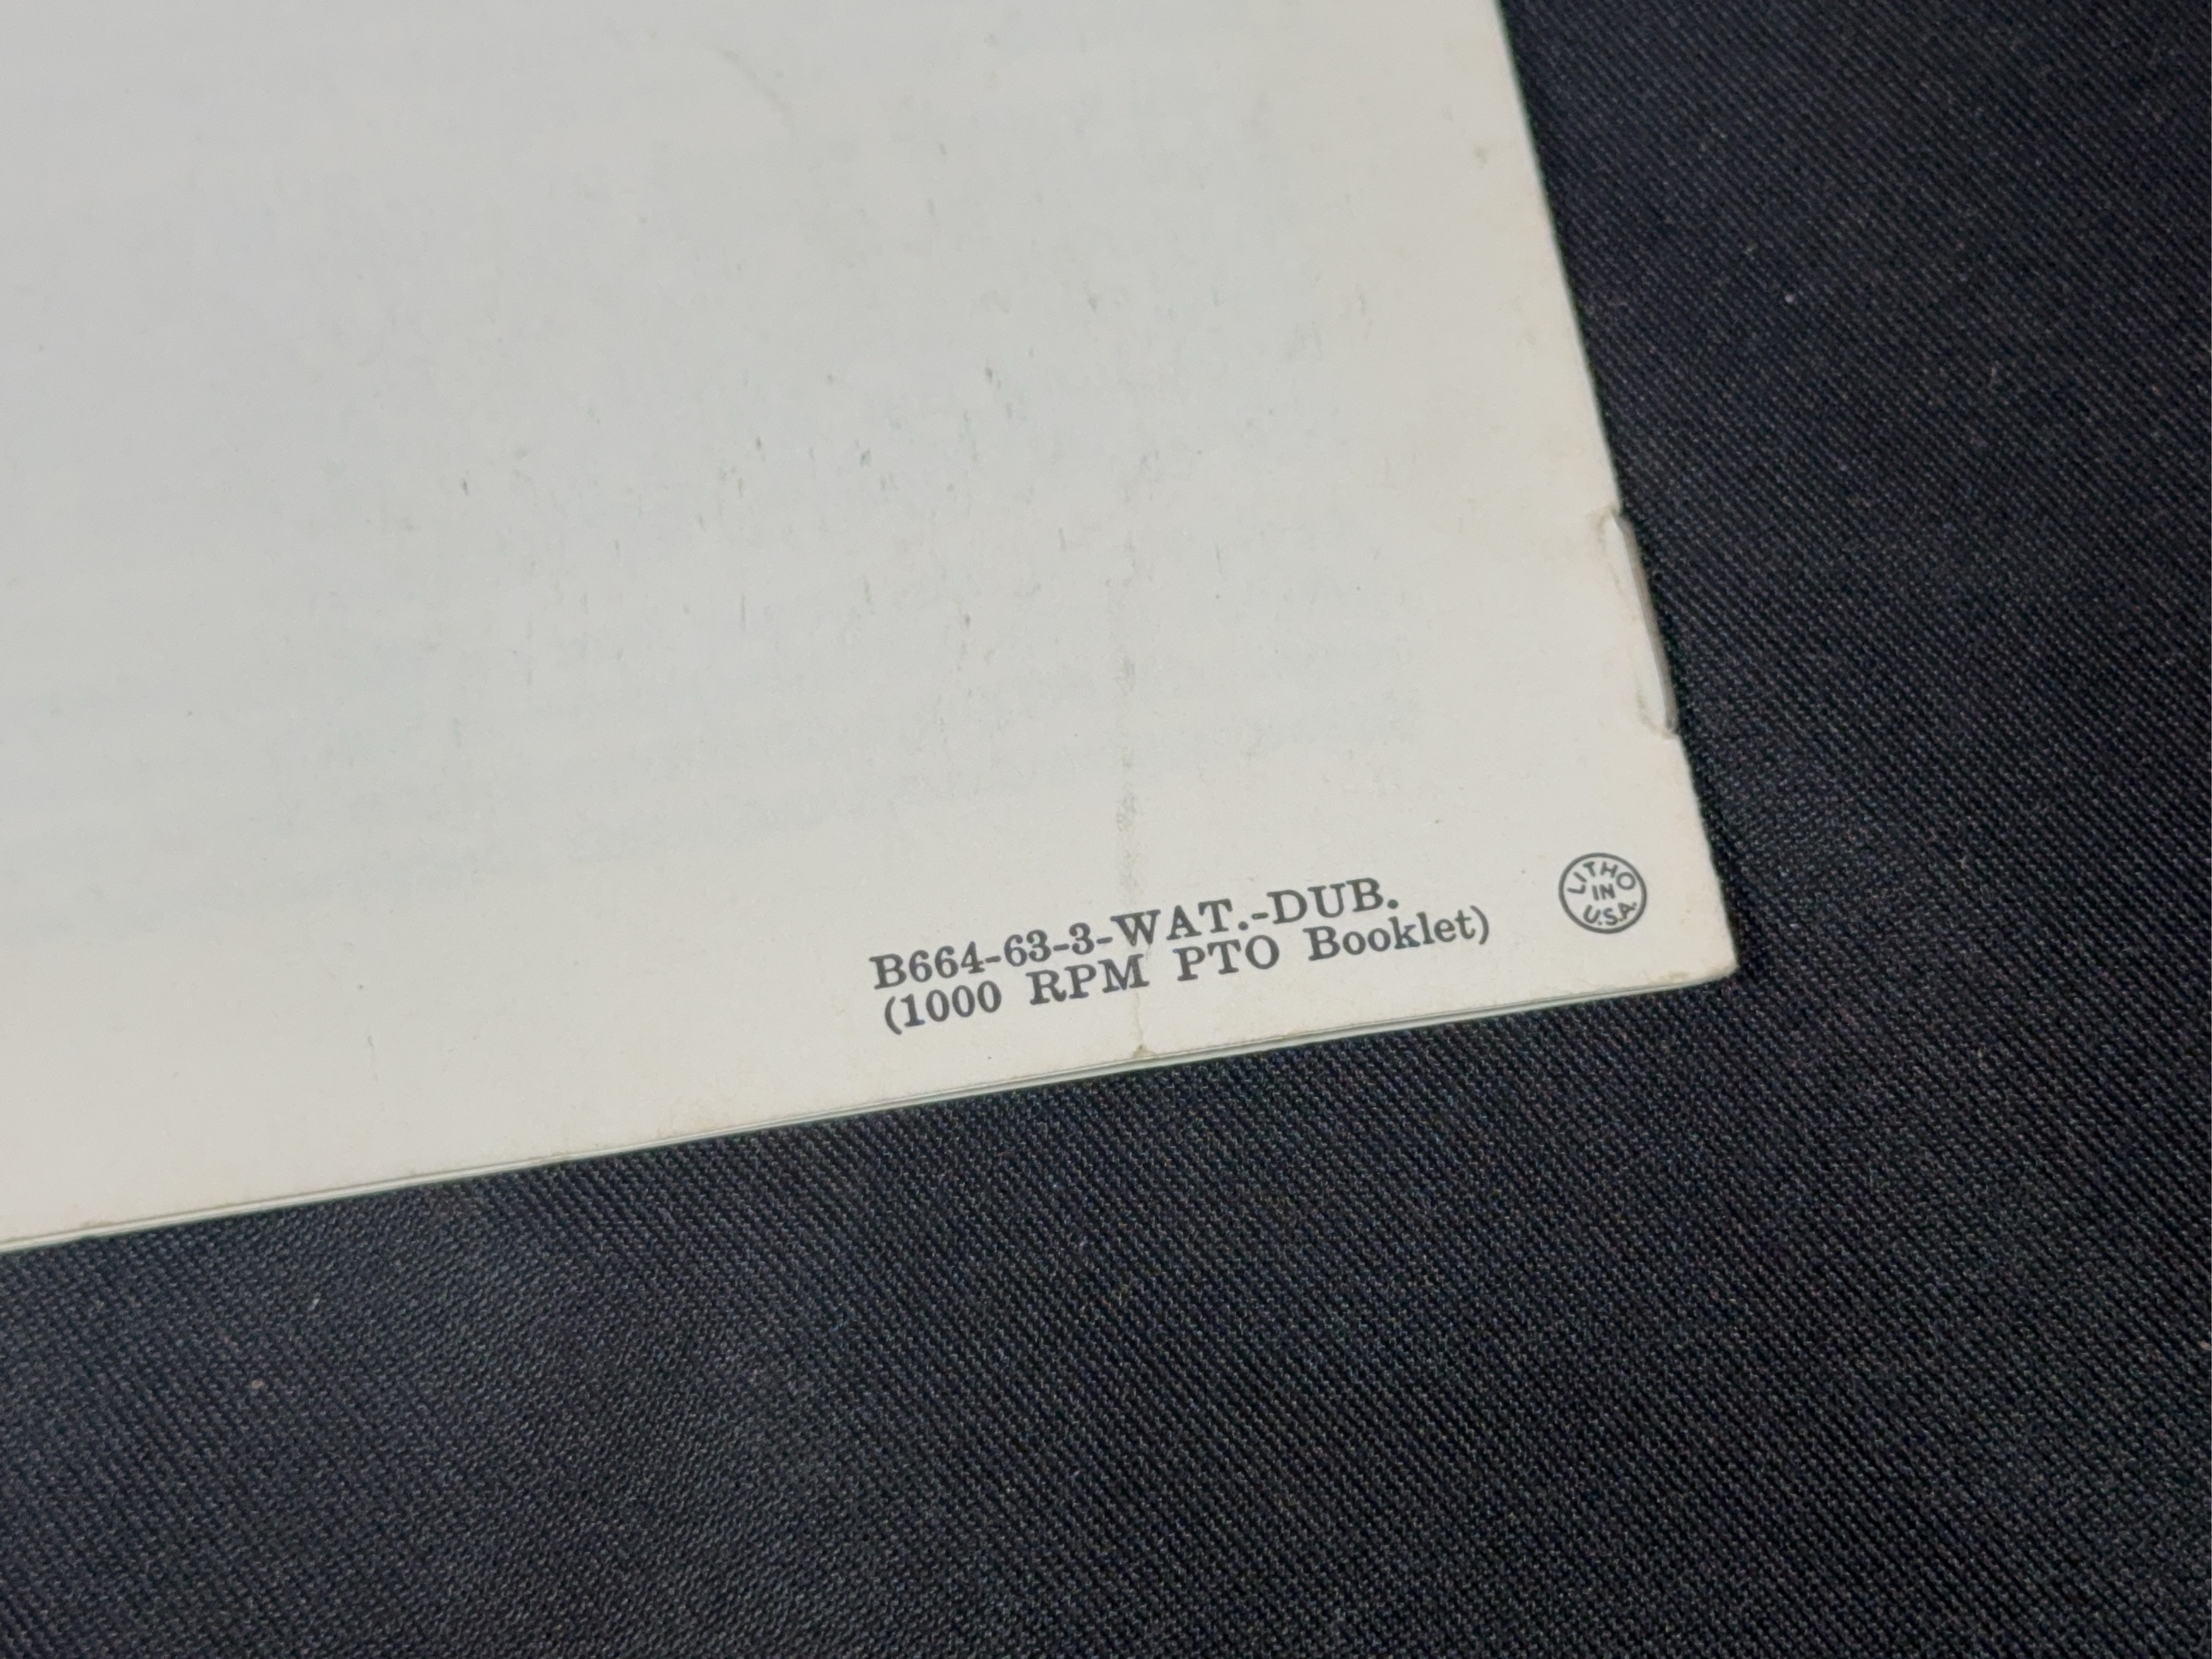 B664-63-3-WAT.-DUB.
(1000 RPM PTO Booklet)
LITHO
IN
U.S.A.